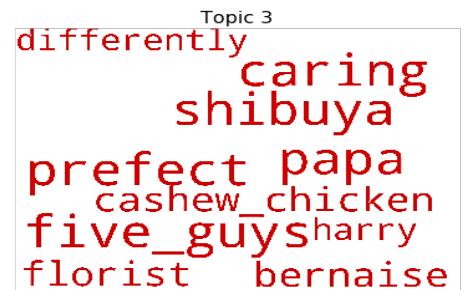 Topic 3
differently
caring
shibuya
prefect papa
cashew_chicken
five_guys harry
florist bernaise